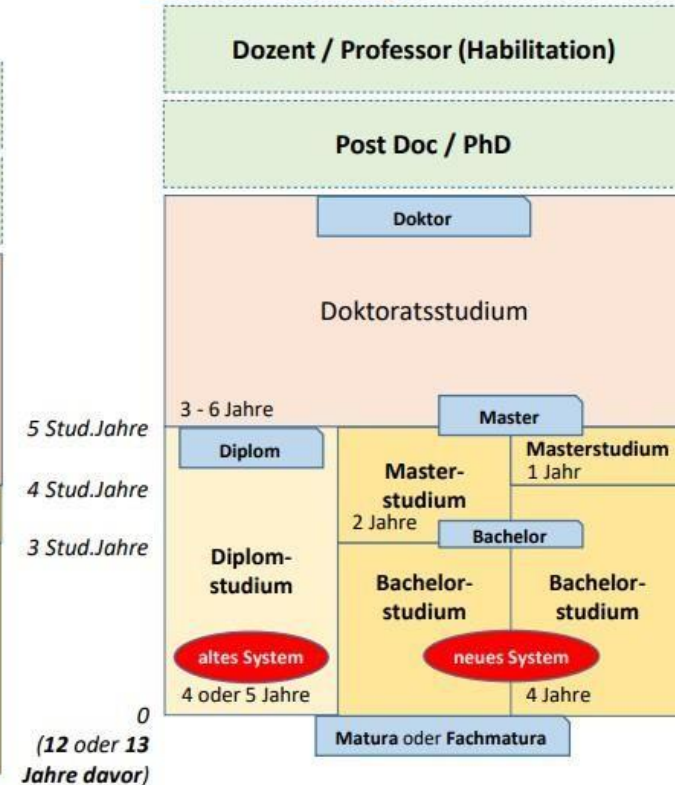 Dozent / Professor (Habilitation)
Post Doc / PhD
Doktor
Doktoratsstudium
3 - 6 Jahre
5 Stud.Jahre
4 Stud.Jahre
3 Stud.Jahre
0
(12 oder 13
Jahre davor)
Diplom
Diplom-
studium
altes System
4 oder 5 Jahre
Master
Master-
studium
2 Jahre
Masterstudium
1 Jahr
Bachelor
Bachelor-
studium
Bachelor-
studium
neues System
4 Jahre
Matura oder Fachmatura